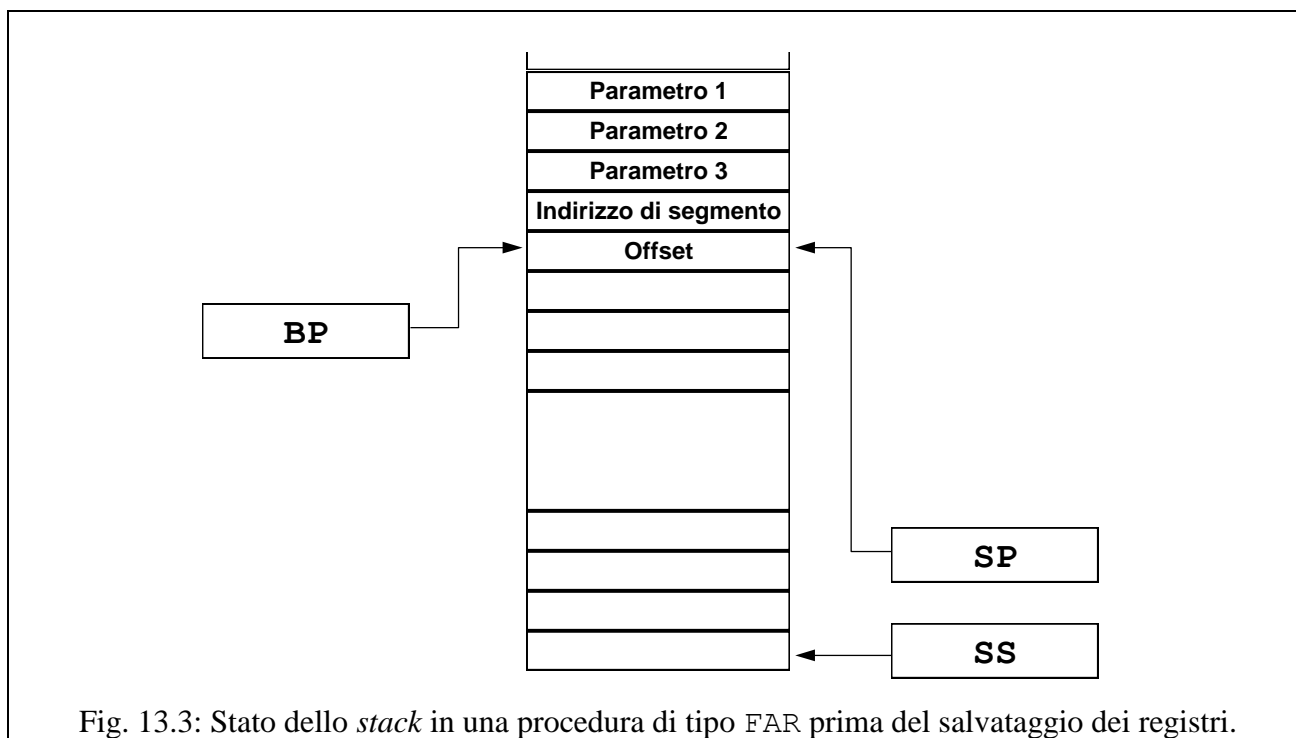 Parametro 1
Parametro 2
Parametro 3
Indirizzo di segmento
Offset
BP
SP
SS
Fig. 13.3: Stato dello stack in una procedura di tipo FAR prima del salvataggio dei registri.